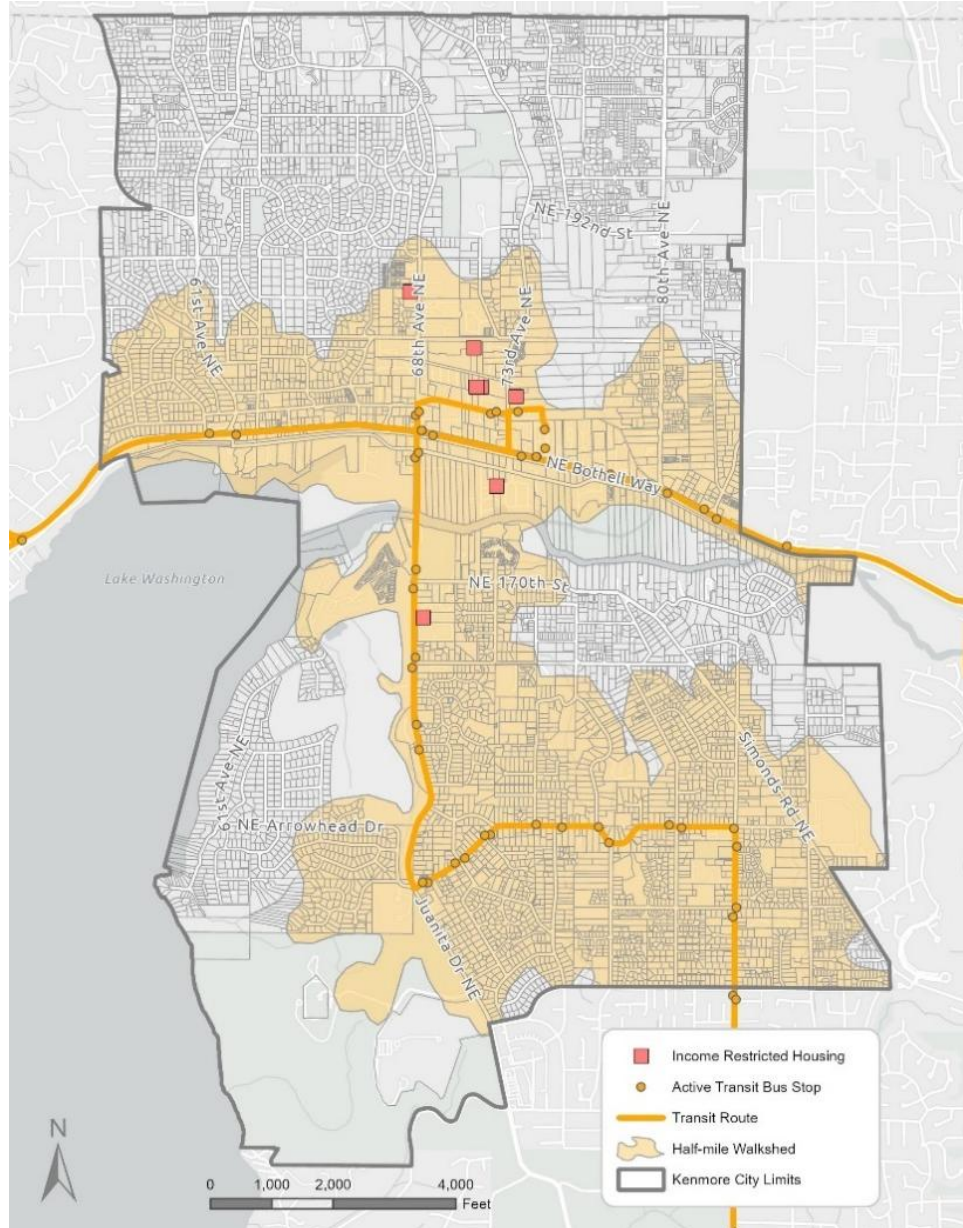 NE 192nd St
80th Ave NE
61st Ave NE
68th Ave NE
73rd Ave NE
NE Bothell Way
Lake Washington
NE 170th St
61st Ave NE
NE Arrowhead Dr
Simonds Rd NE
Juanita Dr NE
Income Restricted Housing
Active Transit Bus Stop
Transit Route
Half-mile Walkshed
Kenmore City Limits
N
0 1,000 2,000 4,000
Feet